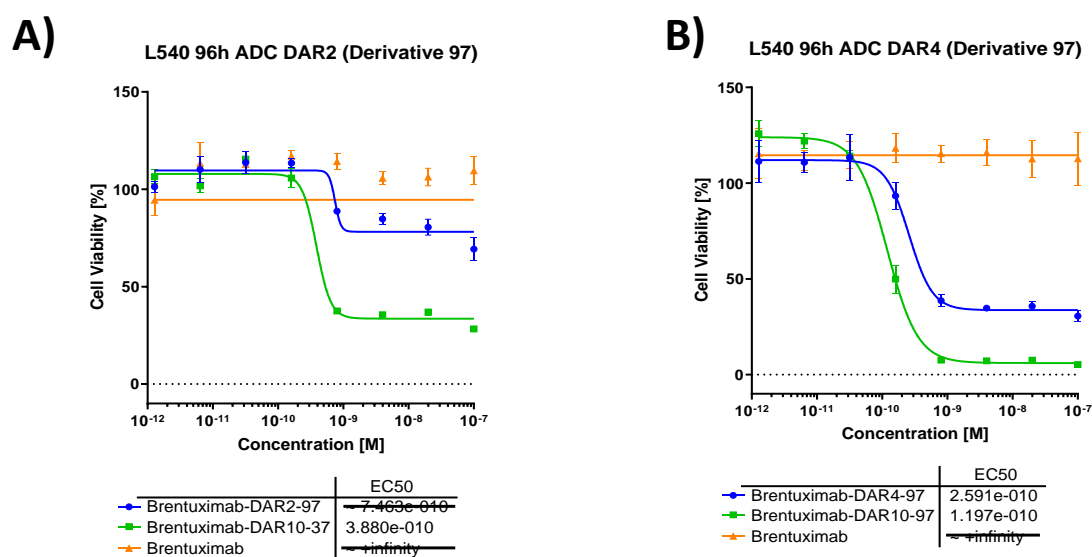 A)
L540 96h ADC DAR2 (Derivative 97)
Cell Viability [%]
150
100
50
0
10-12 10-11 10-10 10-9 10-8 10-7
Concentration [M]
EC50
Brentuximab-DAR2-97 ~ 7.463e-010
Brentuximab-DAR10-37 3.880e-010
Brentuximab ~ +infinity
B)
L540 96h ADC DAR4 (Derivative 97)
Cell Viability [%]
150
100
50
0
10-12 10-11 10-10 10-9 10-8 10-7
Concentration [M]
EC50
Brentuximab-DAR4-97 2.591e-010
Brentuximab-DAR10-97 1.197e-010
Brentuximab ~ +infinity